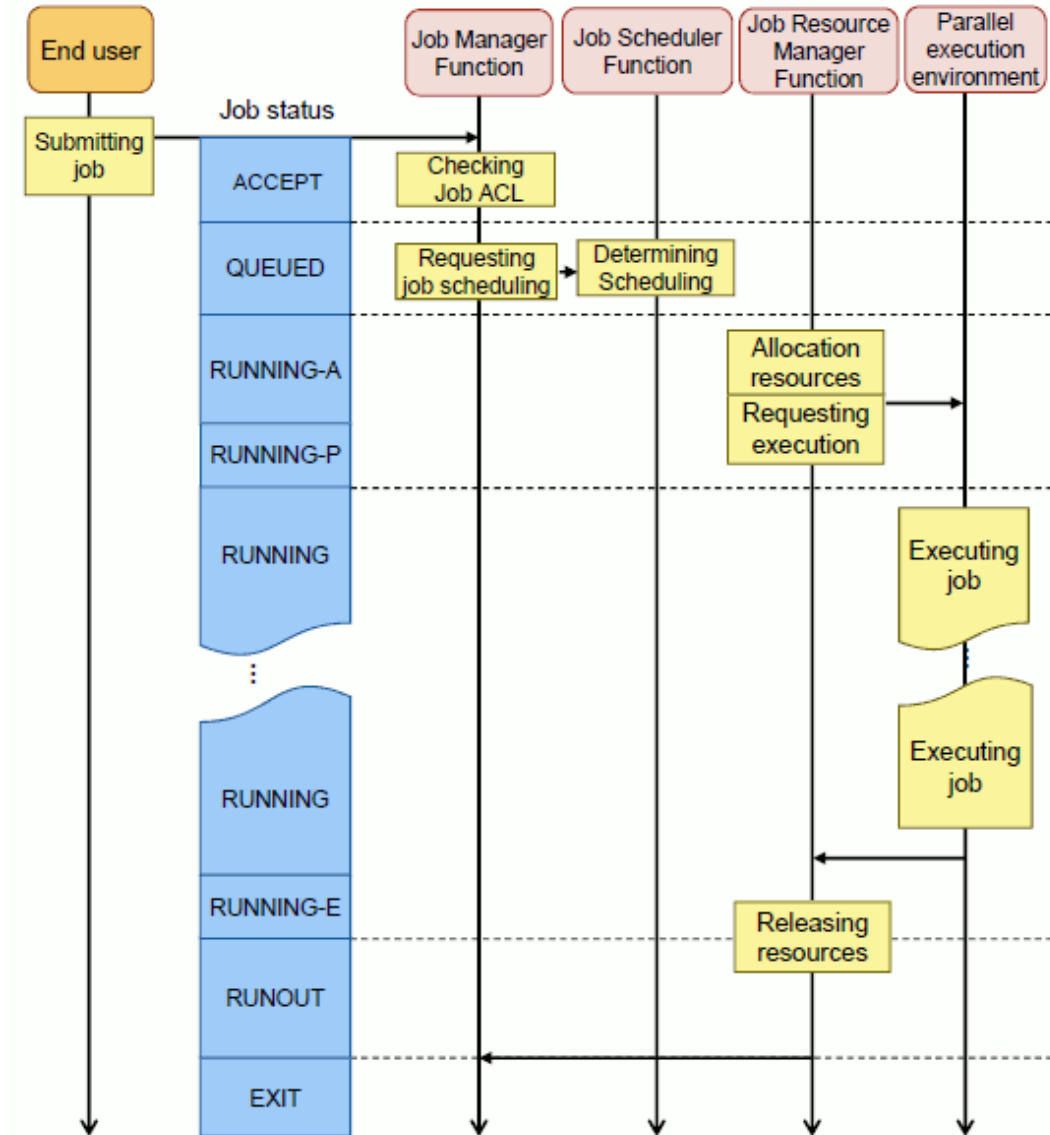 End user
Job Manager
Function
Job Scheduler
Function
Job Resource
Manager
Function
Parallel
execution
environment
Job status
Submitting
job
ACCEPT
Checking
Job ACL
QUEUED
Requesting
job scheduling
Determining
Scheduling
RUNNING-A
Allocation
resources
Requesting
execution
RUNNING-P
RUNNING
Executing
job
⋮
RUNNING
Executing
job
RUNNING-E
Releasing
resources
RUNOUT
EXIT